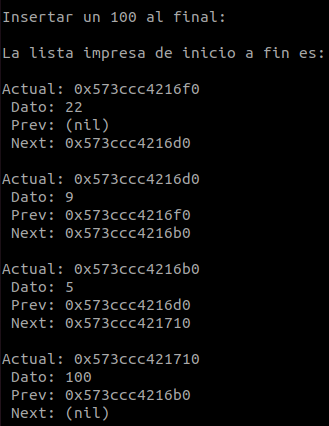 Insertar un 100 al final:
La lista impresa de inicio a fin es:
Actual: 0x573ccc4216f0
Dato: 22
Prev: (nil)
Next: 0x573ccc4216d0
Actual: 0x573ccc4216d0
Dato: 9
Prev: 0x573ccc4216f0
Next: 0x573ccc4216b0
Actual: 0x573ccc4216b0
Dato: 5
Prev: 0x573ccc4216d0
Next: 0x573ccc421710
Actual: 0x573ccc421710
Dato: 100
Prev: 0x573ccc4216b0
Next: (nil)